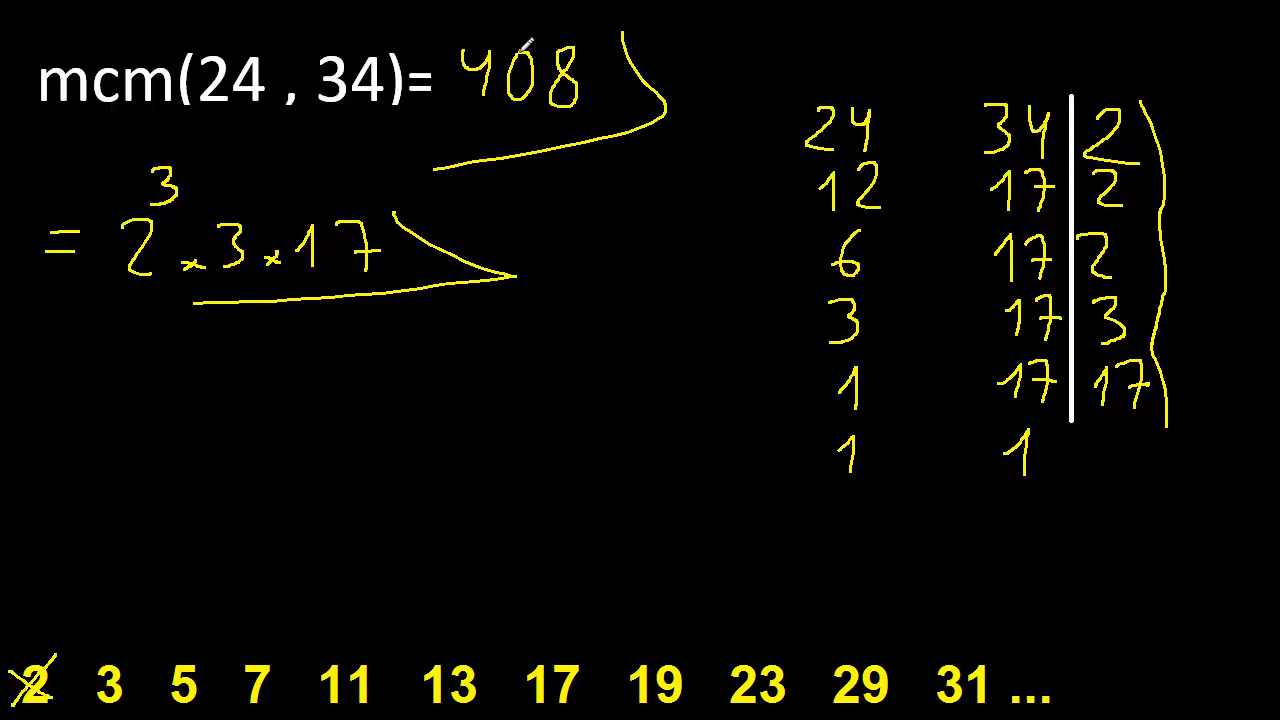 mcm(24 , 34)= 408
= 2³ × 3 × 17
24 34 | 2
12 17 | 2
6 17 | 2
3 17 | 3
1 17 | 17
1 1
2 3 5 7 11 13 17 19 23 29 31 ...